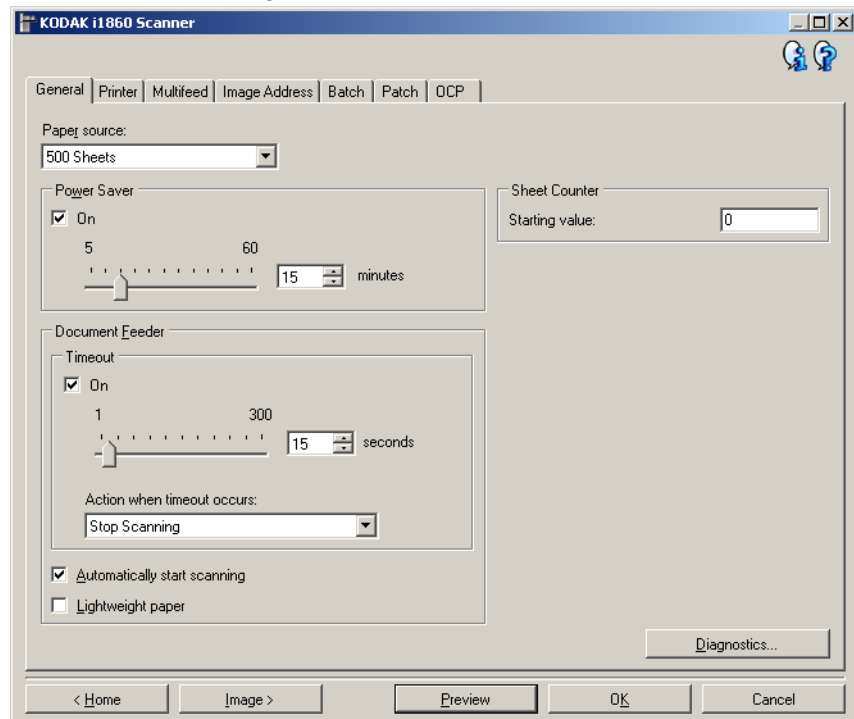 KODAK i1860 Scanner
General Printer Multifeed Image Address Batch Patch OCP
Paper source:
500 Sheets
Power Saver
On
5 60
15 minutes
Sheet Counter
Starting value: 0
Document Feeder
Timeout
On
1 300
15 seconds
Action when timeout occurs:
Stop Scanning
Automatically start scanning
Lightweight paper
Diagnostics...
< Home Image > Preview OK Cancel